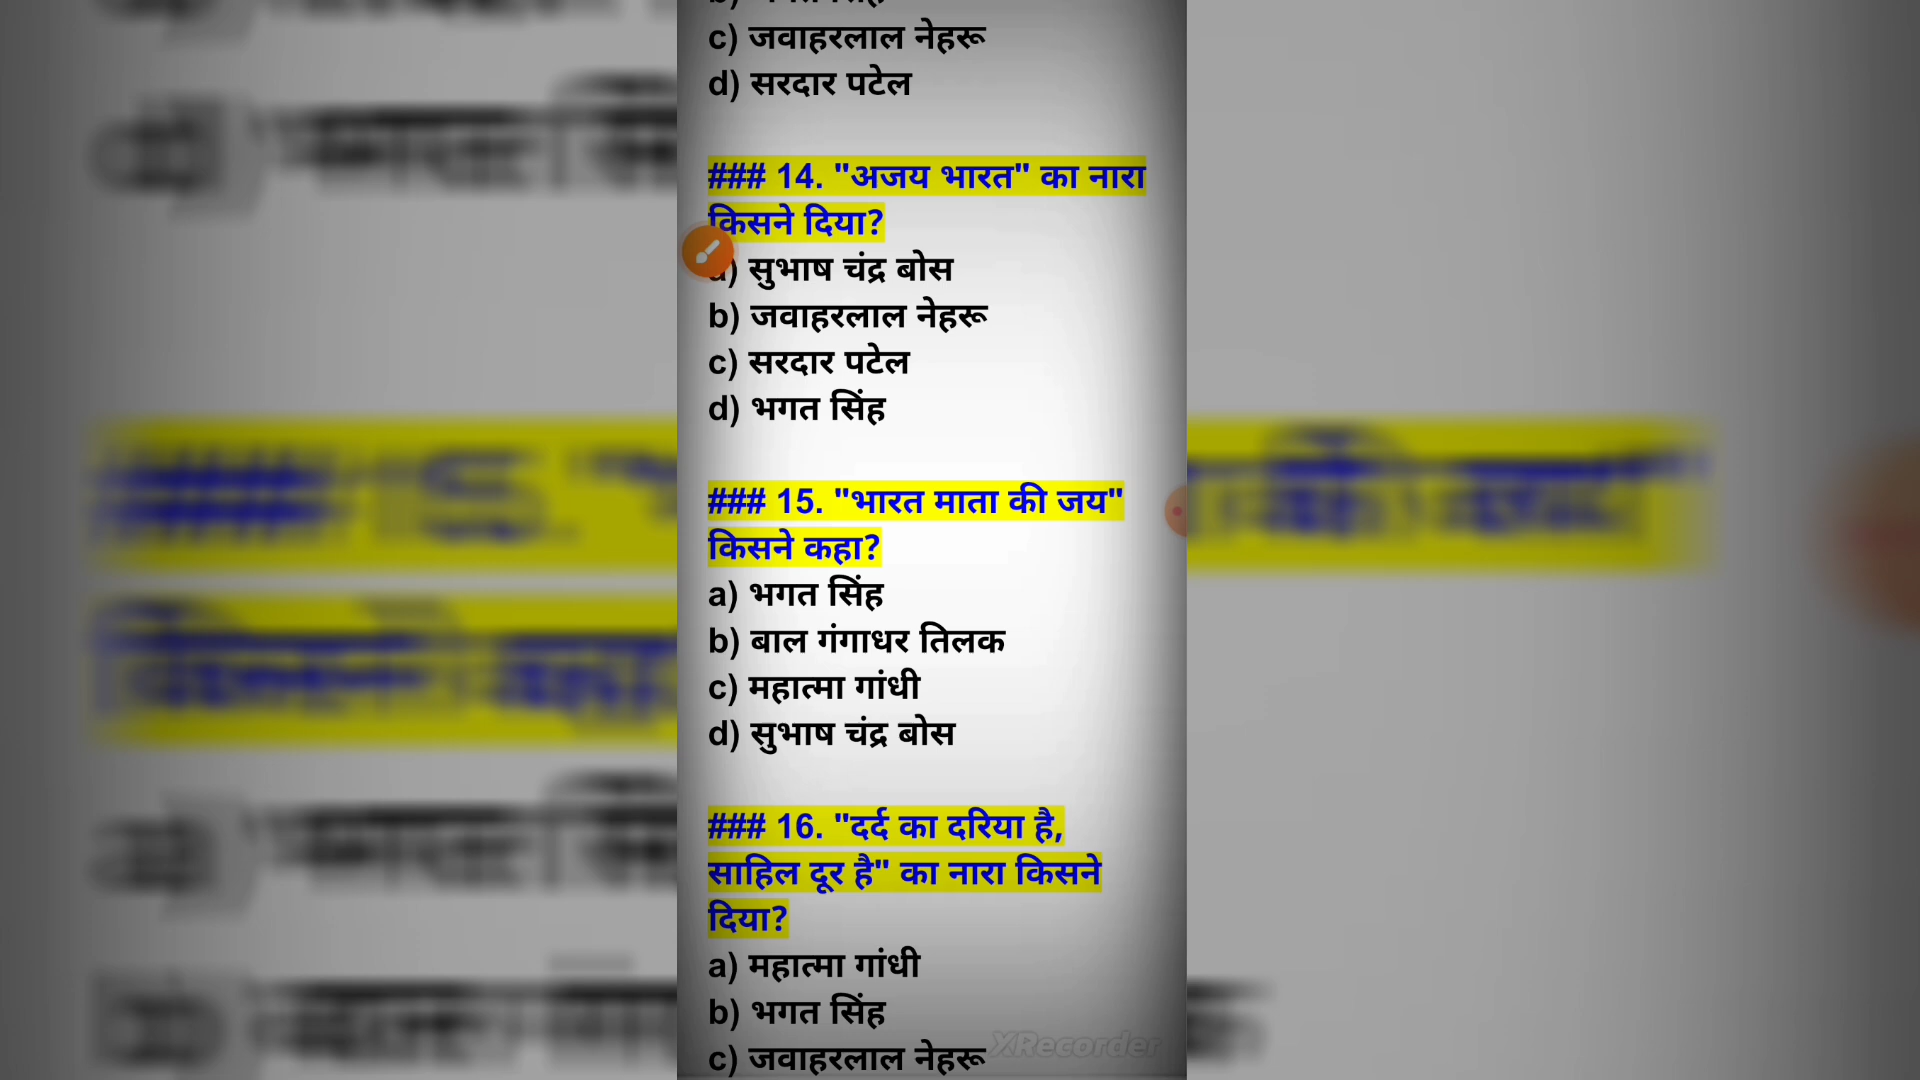 c) जवाहरलाल नेहरू
d) सरदार पटेल
### 14. "अजय भारत" का नारा
किसने दिया?
a) सुभाष चंद्र बोस
b) जवाहरलाल नेहरू
c) सरदार पटेल
d) भगत सिंह
### 15. "भारत माता की जय"
किसने कहा?
a) भगत सिंह
b) बाल गंगाधर तिलक
c) महात्मा गांधी
d) सुभाष चंद्र बोस
### 16. "दर्द का दरिया है,
साहिल दूर है" का नारा किसने
दिया?
a) महात्मा गांधी
b) भगत सिंह
c) जवाहरलाल नेहरू
XRecorder